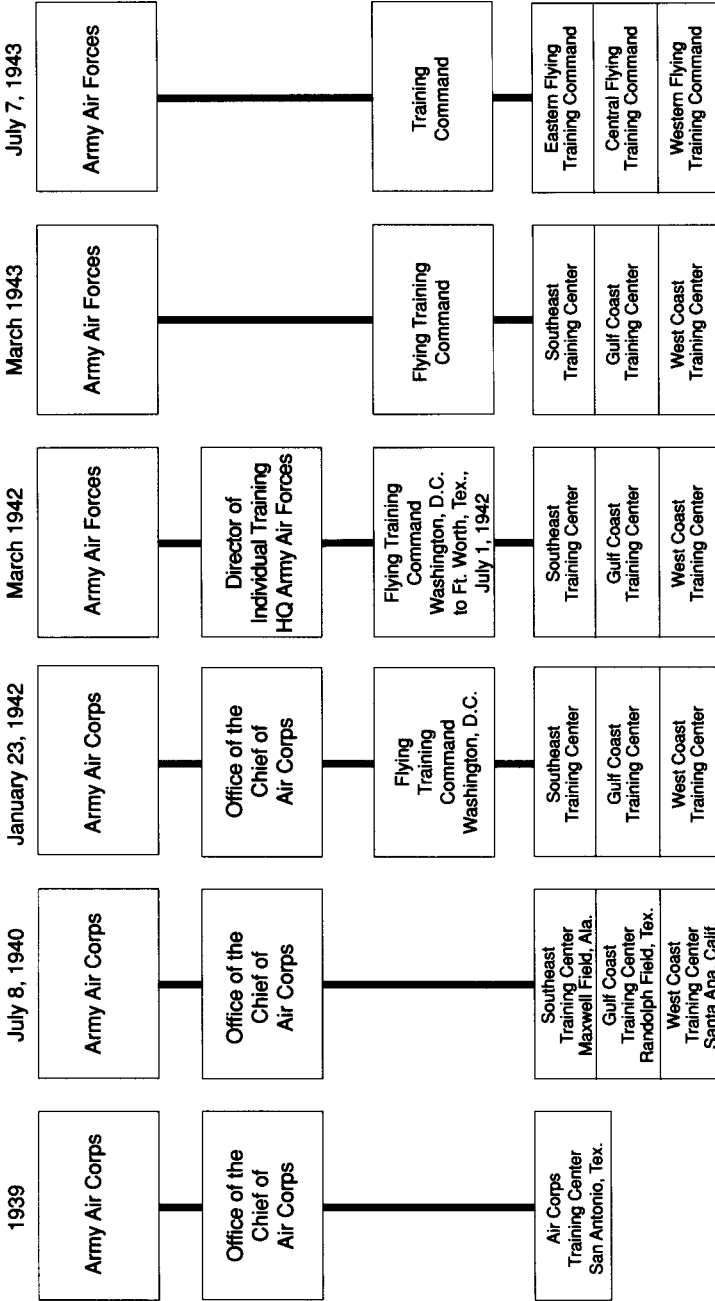 1939
Army Air Corps
Office of the
Chief of
Air Corps
Air Corps
Training Center
San Antonio, Tex.
July 8, 1940
Army Air Corps
Office of the
Chief of
Air Corps
Southeast
Training Center
Maxwell Field, Ala.
Gulf Coast
Training Center
Randolph Field, Tex.
West Coast
Training Center
Santa Ana, Calif.
January 23, 1942
Army Air Corps
Office of the
Chief of
Air Corps
Flying
Training
Command
Washington, D.C.
Southeast
Training Center
Gulf Coast
Training Center
West Coast
Training Center
March 1942
Army Air Forces
Director of
Individual Training
HQ Army Air Forces
Flying Training
Command
Washington, D.C.
to Ft. Worth, Tex.,
July 1, 1942
Southeast
Training Center
Gulf Coast
Training Center
West Coast
Training Center
March 1943
Army Air Forces
Flying Training
Command
Southeast
Training Center
Gulf Coast
Training Center
West Coast
Training Center
July 7, 1943
Army Air Forces
Training
Command
Eastern Flying
Training Command
Central Flying
Training Command
Western Flying
Training Command